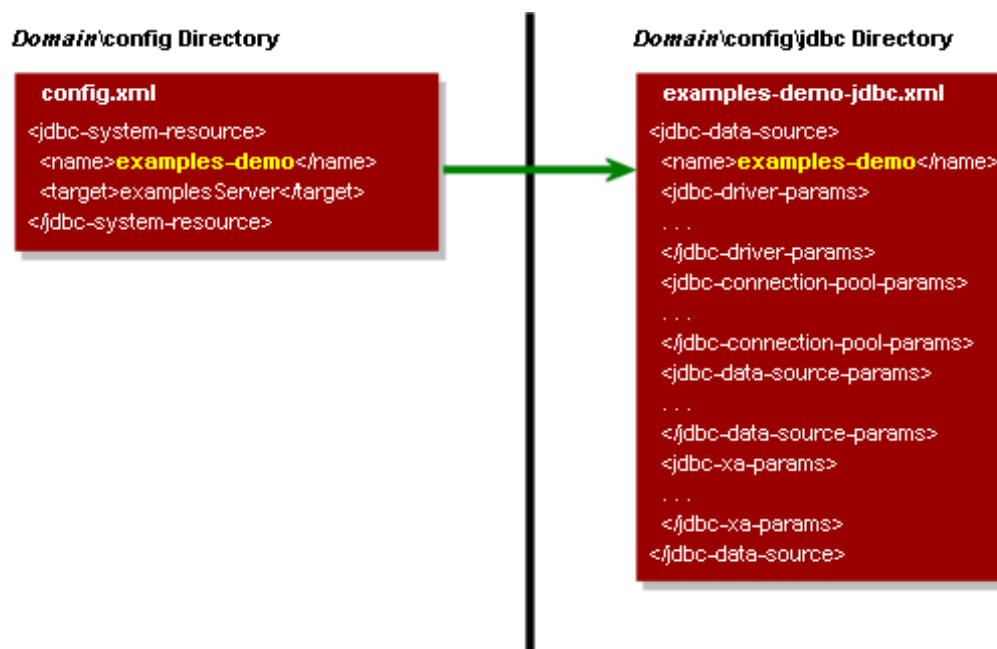 Domain\config Directory
config.xml
<jdbc-system-resource>
<name>examples-demo</name>
<target>examplesServer</target>
</jdbc-system-resource>
Domain\config\jdbc Directory
examples-demo-jdbc.xml
<jdbc-data-source>
<name>examples-demo</name>
<jdbc-driver-params>
. . .
</jdbc-driver-params>
<jdbc-connection-pool-params>
. . .
</jdbc-connection-pool-params>
<jdbc-data-source-params>
. . .
</jdbc-data-source-params>
<jdbc-xa-params>
. . .
</jdbc-xa-params>
</jdbc-data-source>